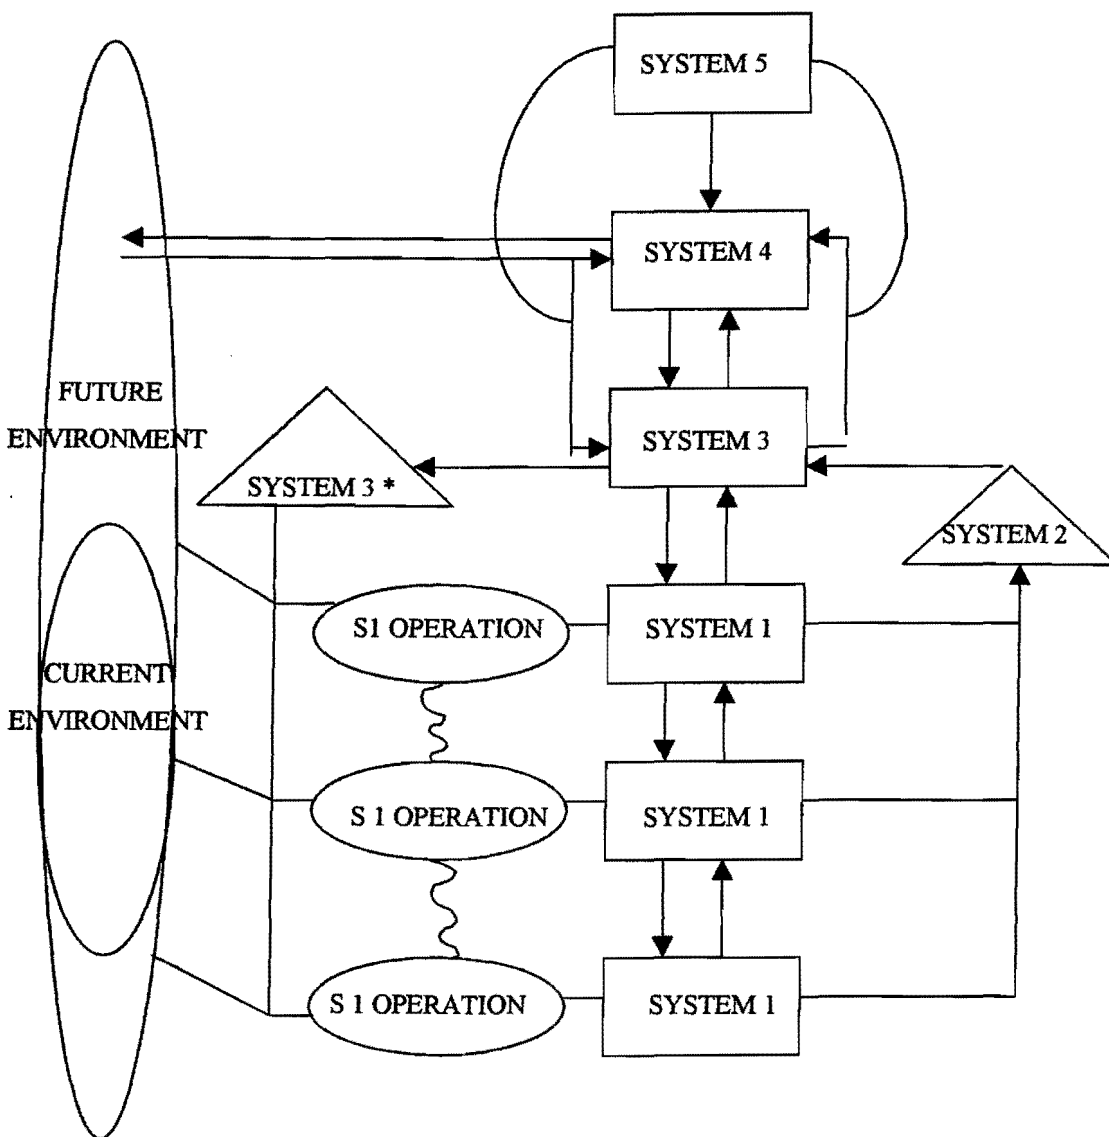 SYSTEM 5
SYSTEM 4
FUTURE
ENVIRONMENT
SYSTEM 3
SYSTEM 3 *
SYSTEM 2
S1 OPERATION
SYSTEM 1
CURRENT
ENVIRONMENT
S 1 OPERATION
SYSTEM 1
S 1 OPERATION
SYSTEM 1